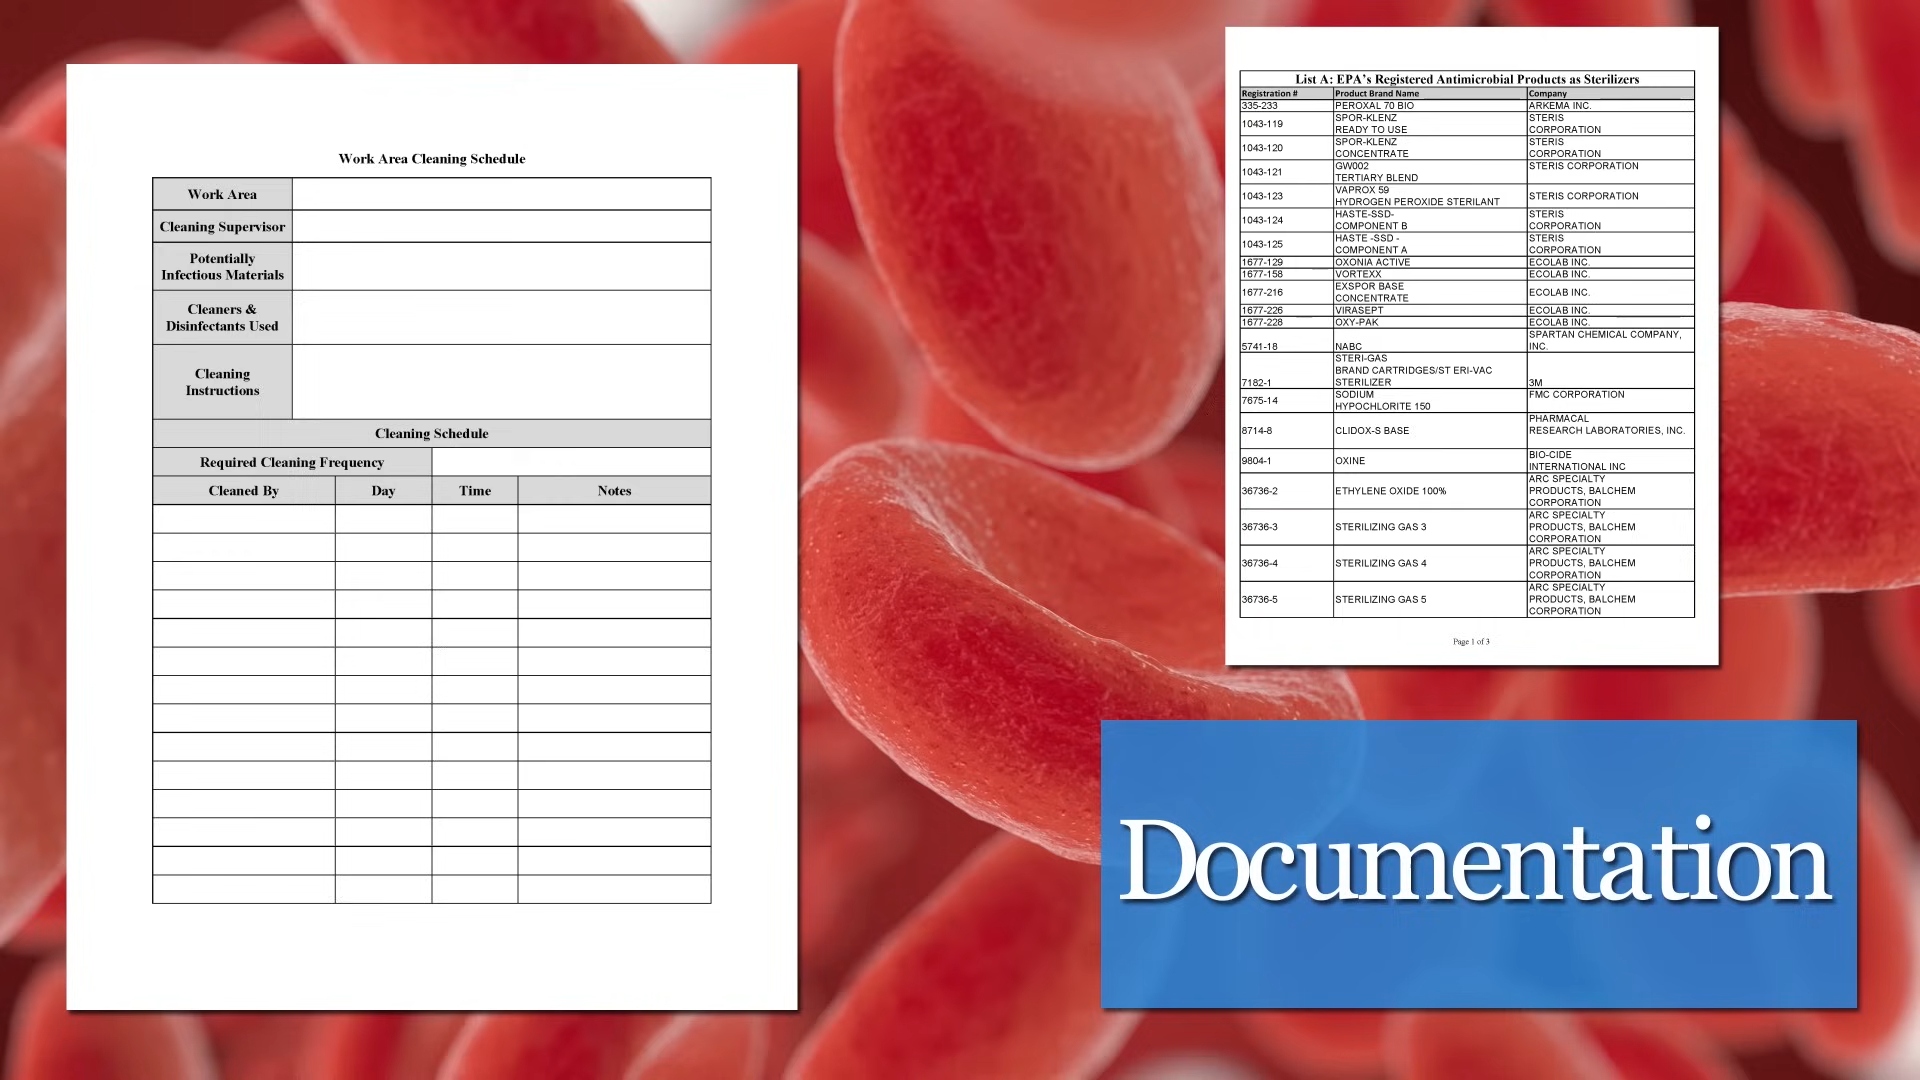 Work Area Cleaning Schedule
Work Area
Cleaning Supervisor
Potentially
Infectious Materials
Cleaners &
Disinfectants Used
Cleaning
Instructions
Cleaning Schedule
Required Cleaning Frequency
Cleaned By Day Time Notes
List A: EPA's Registered Antimicrobial Products as Sterilizers
Registration # Product Brand Name Company
335-233 PEROXAL 70 BIO ARKEMA INC.
1043-119 SPOR-KLENZ
READY TO USE STERIS
CORPORATION
1043-120 SPOR-KLENZ
CONCENTRATE STERIS
CORPORATION
1043-121 GW002
TERTIARY BLEND STERIS CORPORATION
1043-123 VAPROX 59
HYDROGEN PEROXIDE STERILANT STERIS CORPORATION
1043-124 HASTE-SSD-
COMPONENT B STERIS
CORPORATION
1043-125 HASTE -SSD -
COMPONENT A STERIS
CORPORATION
1677-129 OXONIA ACTIVE ECOLAB INC.
1677-158 VORTEXX ECOLAB INC.
1677-216 EXSPOR BASE
CONCENTRATE ECOLAB INC.
1677-226 VIRASEPT ECOLAB INC.
1677-228 OXY-PAK ECOLAB INC.
5741-18 NABC SPARTAN CHEMICAL COMPANY,
INC.
7182-1 STERI-GAS
BRAND CARTRIDGES/ST ERI-VAC
STERILIZER 3M
7675-14 SODIUM
HYPOCHLORITE 150 FMC CORPORATION
8714-8 CLIDOX-S BASE PHARMACAL
RESEARCH LABORATORIES, INC.
9804-1 OXINE BIO-CIDE
INTERNATIONAL INC
36736-2 ETHYLENE OXIDE 100% ARC SPECIALTY
PRODUCTS, BALCHEM
CORPORATION
36736-3 STERILIZING GAS 3 ARC SPECIALTY
PRODUCTS, BALCHEM
CORPORATION
36736-4 STERILIZING GAS 4 ARC SPECIALTY
PRODUCTS, BALCHEM
CORPORATION
36736-5 STERILIZING GAS 5 ARC SPECIALTY
PRODUCTS, BALCHEM
CORPORATION
Page 1 of 3
Documentation